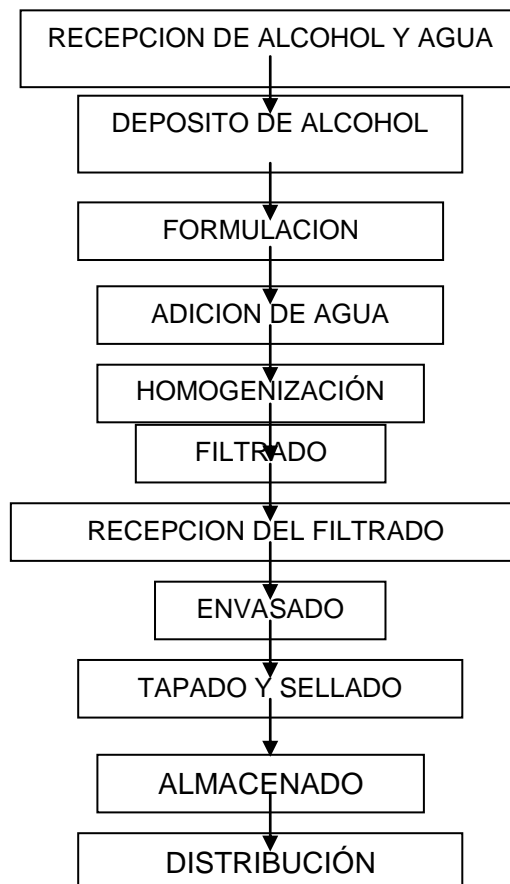 RECEPCION DE ALCOHOL Y AGUA
DEPOSITO DE ALCOHOL
FORMULACION
ADICION DE AGUA
HOMOGENIZACIÓN
FILTRADO
RECEPCION DEL FILTRADO
ENVASADO
TAPADO Y SELLADO
ALMACENADO
DISTRIBUCIÓN